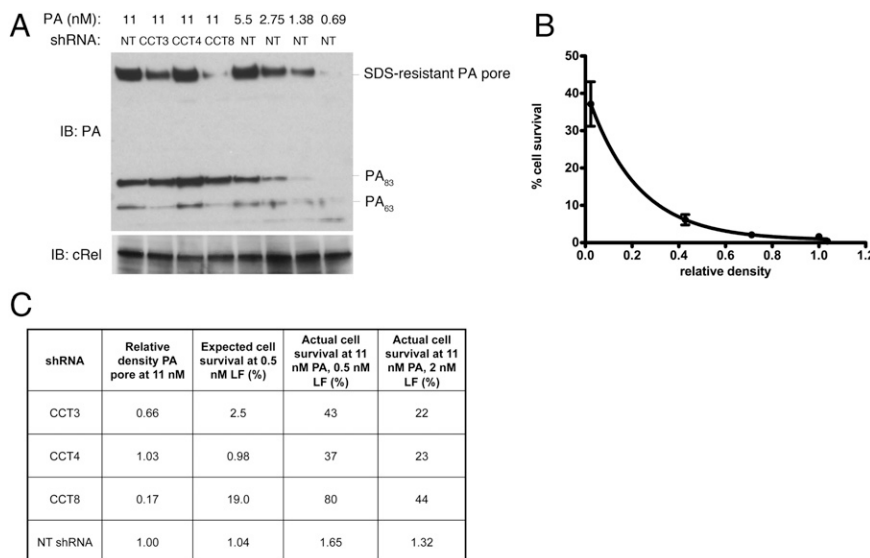 A
PA (nM): 11 11 11 11 5.5 2.75 1.38 0.69
shRNA: NT CCT3 CCT4 CCT8 NT NT NT NT
SDS-resistant PA pore
IB: PA
PA83
PA63
IB: cRel
B
50
40
30
20
10
0
% cell survival
0.0 0.2 0.4 0.6 0.8 1.0 1.2
relative density
C
shRNA | Relative density PA pore at 11 nM | Expected cell survival at 0.5 nM LF (%) | Actual cell survival at 11 nM PA, 0.5 nM LF (%) | Actual cell survival at 11 nM PA, 2 nM LF (%)
CCT3 | 0.66 | 2.5 | 43 | 22
CCT4 | 1.03 | 0.98 | 37 | 23
CCT8 | 0.17 | 19.0 | 80 | 44
NT shRNA | 1.00 | 1.04 | 1.65 | 1.32